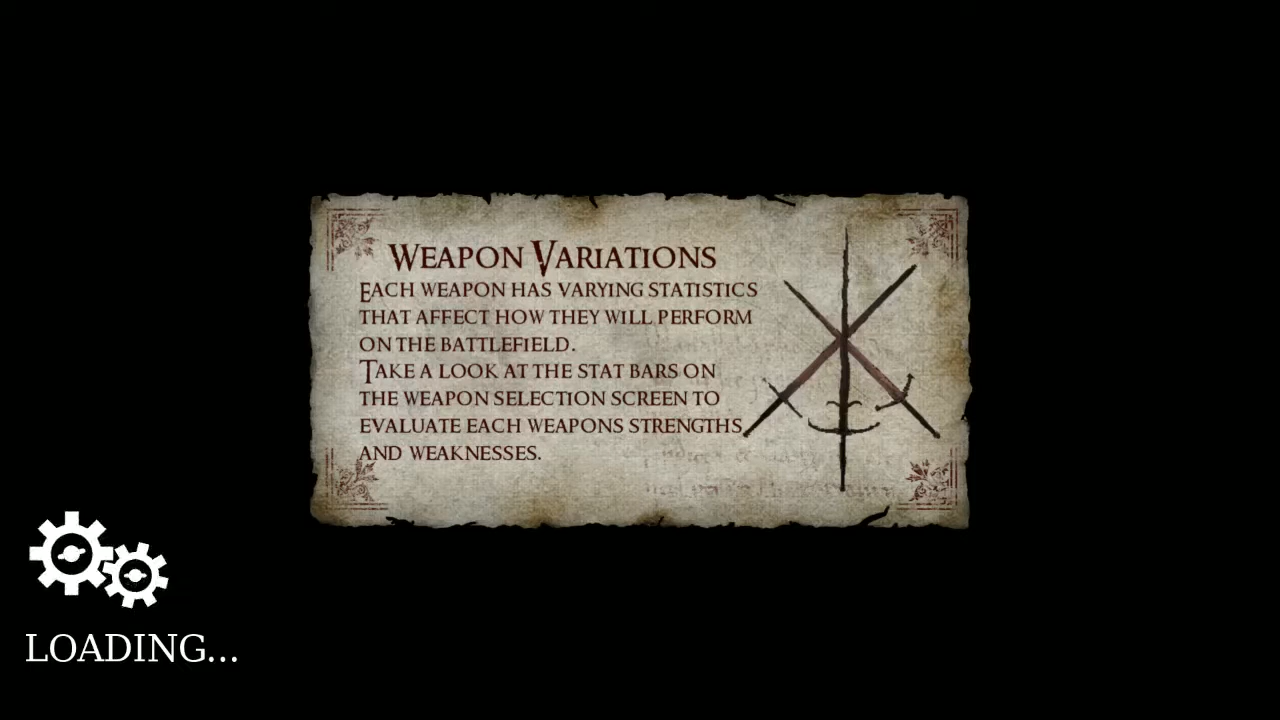 WEAPON VARIATIONS
EACH WEAPON HAS VARYING STATISTICS
THAT AFFECT HOW THEY WILL PERFORM
ON THE BATTLEFIELD.
TAKE A LOOK AT THE STAT BARS ON
THE WEAPON SELECTION SCREEN TO
EVALUATE EACH WEAPONS STRENGTHS
AND WEAKNESSES.
LOADING...